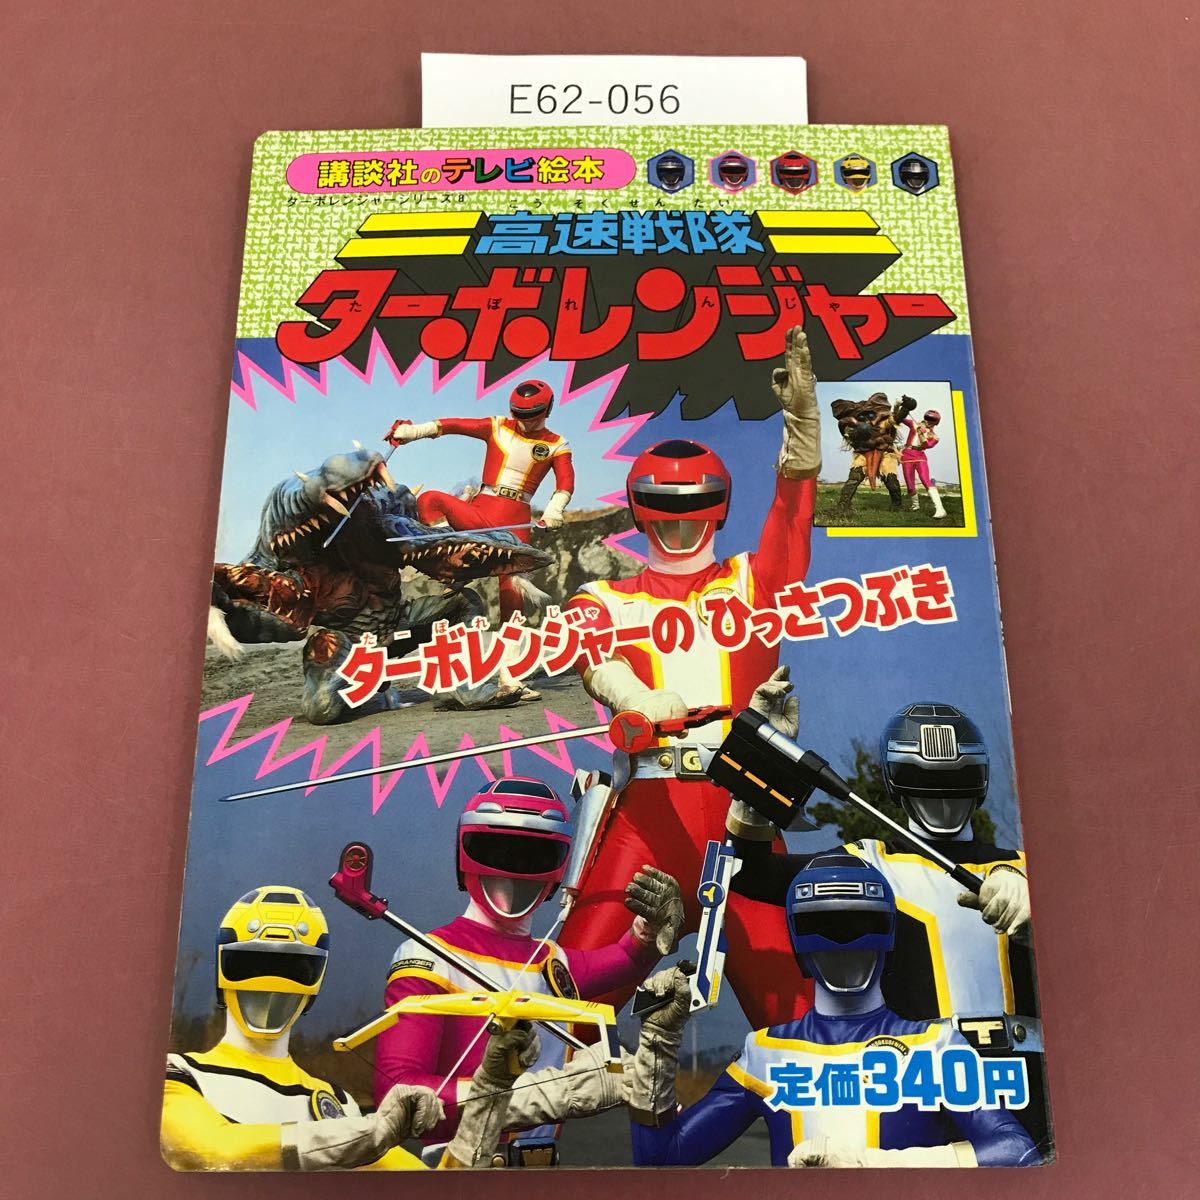 E62-056
講談社のテレビ絵本
ターボレンジャーシリーズ8
こうそくせんたい
高速戦隊
たーぼれんじゃー
ターボレンジャー
GT
たーぼれんじゃー
ターボレンジャーの ひっさつぶき
G
T
定価340円